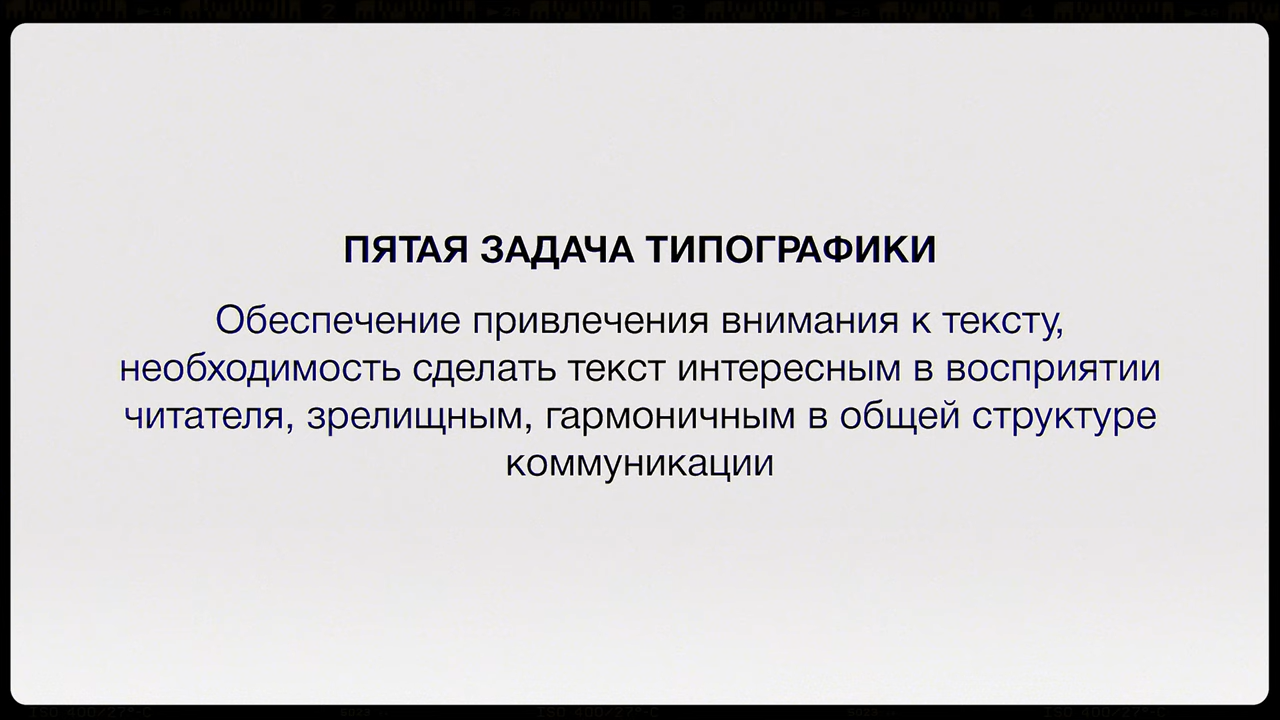 ПЯТАЯ ЗАДАЧА ТИПОГРАФИКИ
Обеспечение привлечения внимания к тексту,
необходимость сделать текст интересным в восприятии
читателя, зрелищным, гармоничным в общей структуре
коммуникации